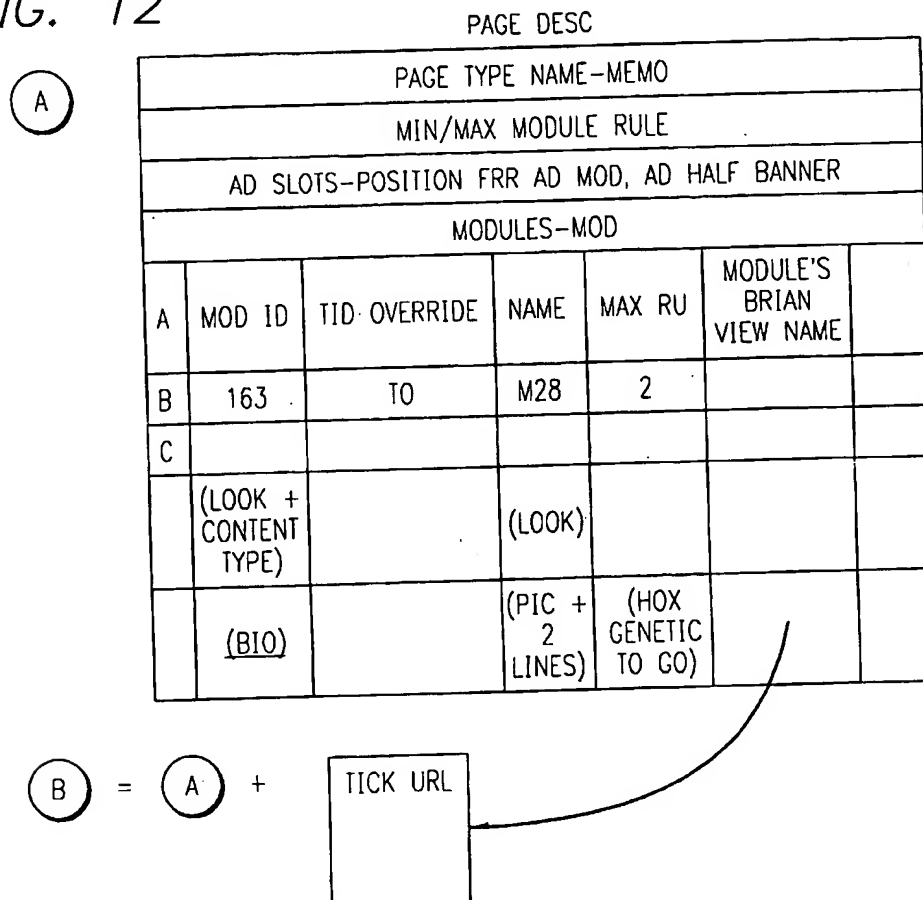 IG. 12
PAGE DESC
A
PAGE TYPE NAME-MEMO
MIN/MAX MODULE RULE
AD SLOTS-POSITION FRR AD MOD, AD HALF BANNER
MODULES-MOD
A MOD ID TID OVERRIDE NAME MAX RU MODULE'S BRIAN VIEW NAME
B 163 TO M28 2
C
(LOOK + CONTENT TYPE) (LOOK)
(BIO) (PIC + 2 LINES) (HOX GENETIC TO GO)
B = A + TICK URL